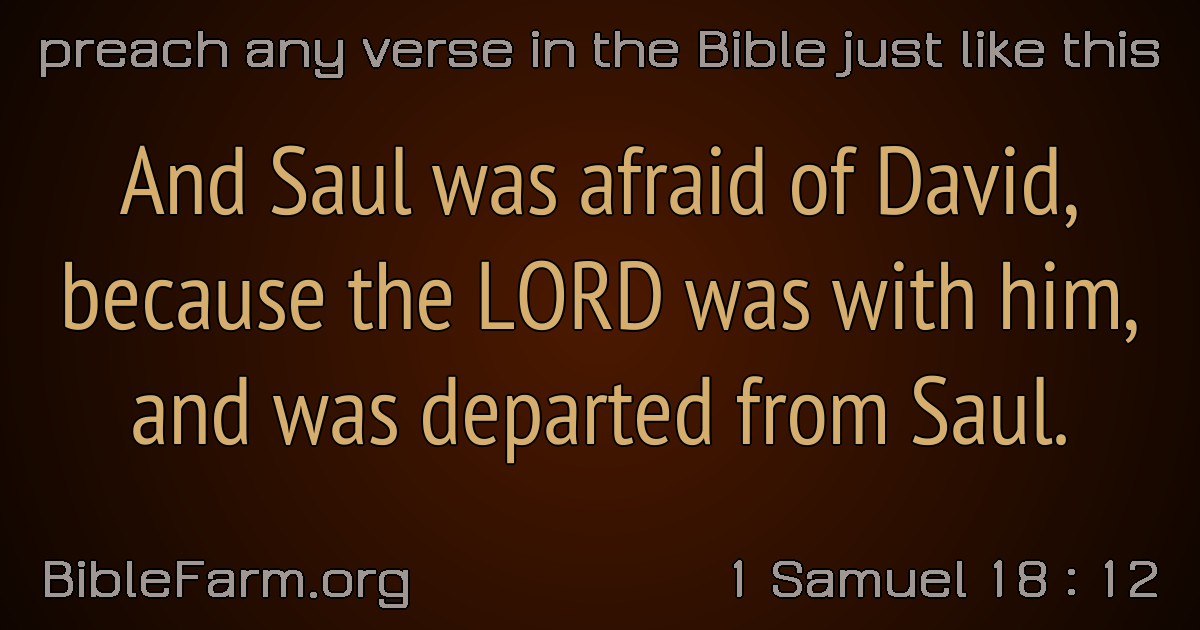 preach any verse in the Bible just like this
And Saul was afraid of David,
because the LORD was with him,
and was departed from Saul.
BibleFarm.org
1 Samuel 18 : 12